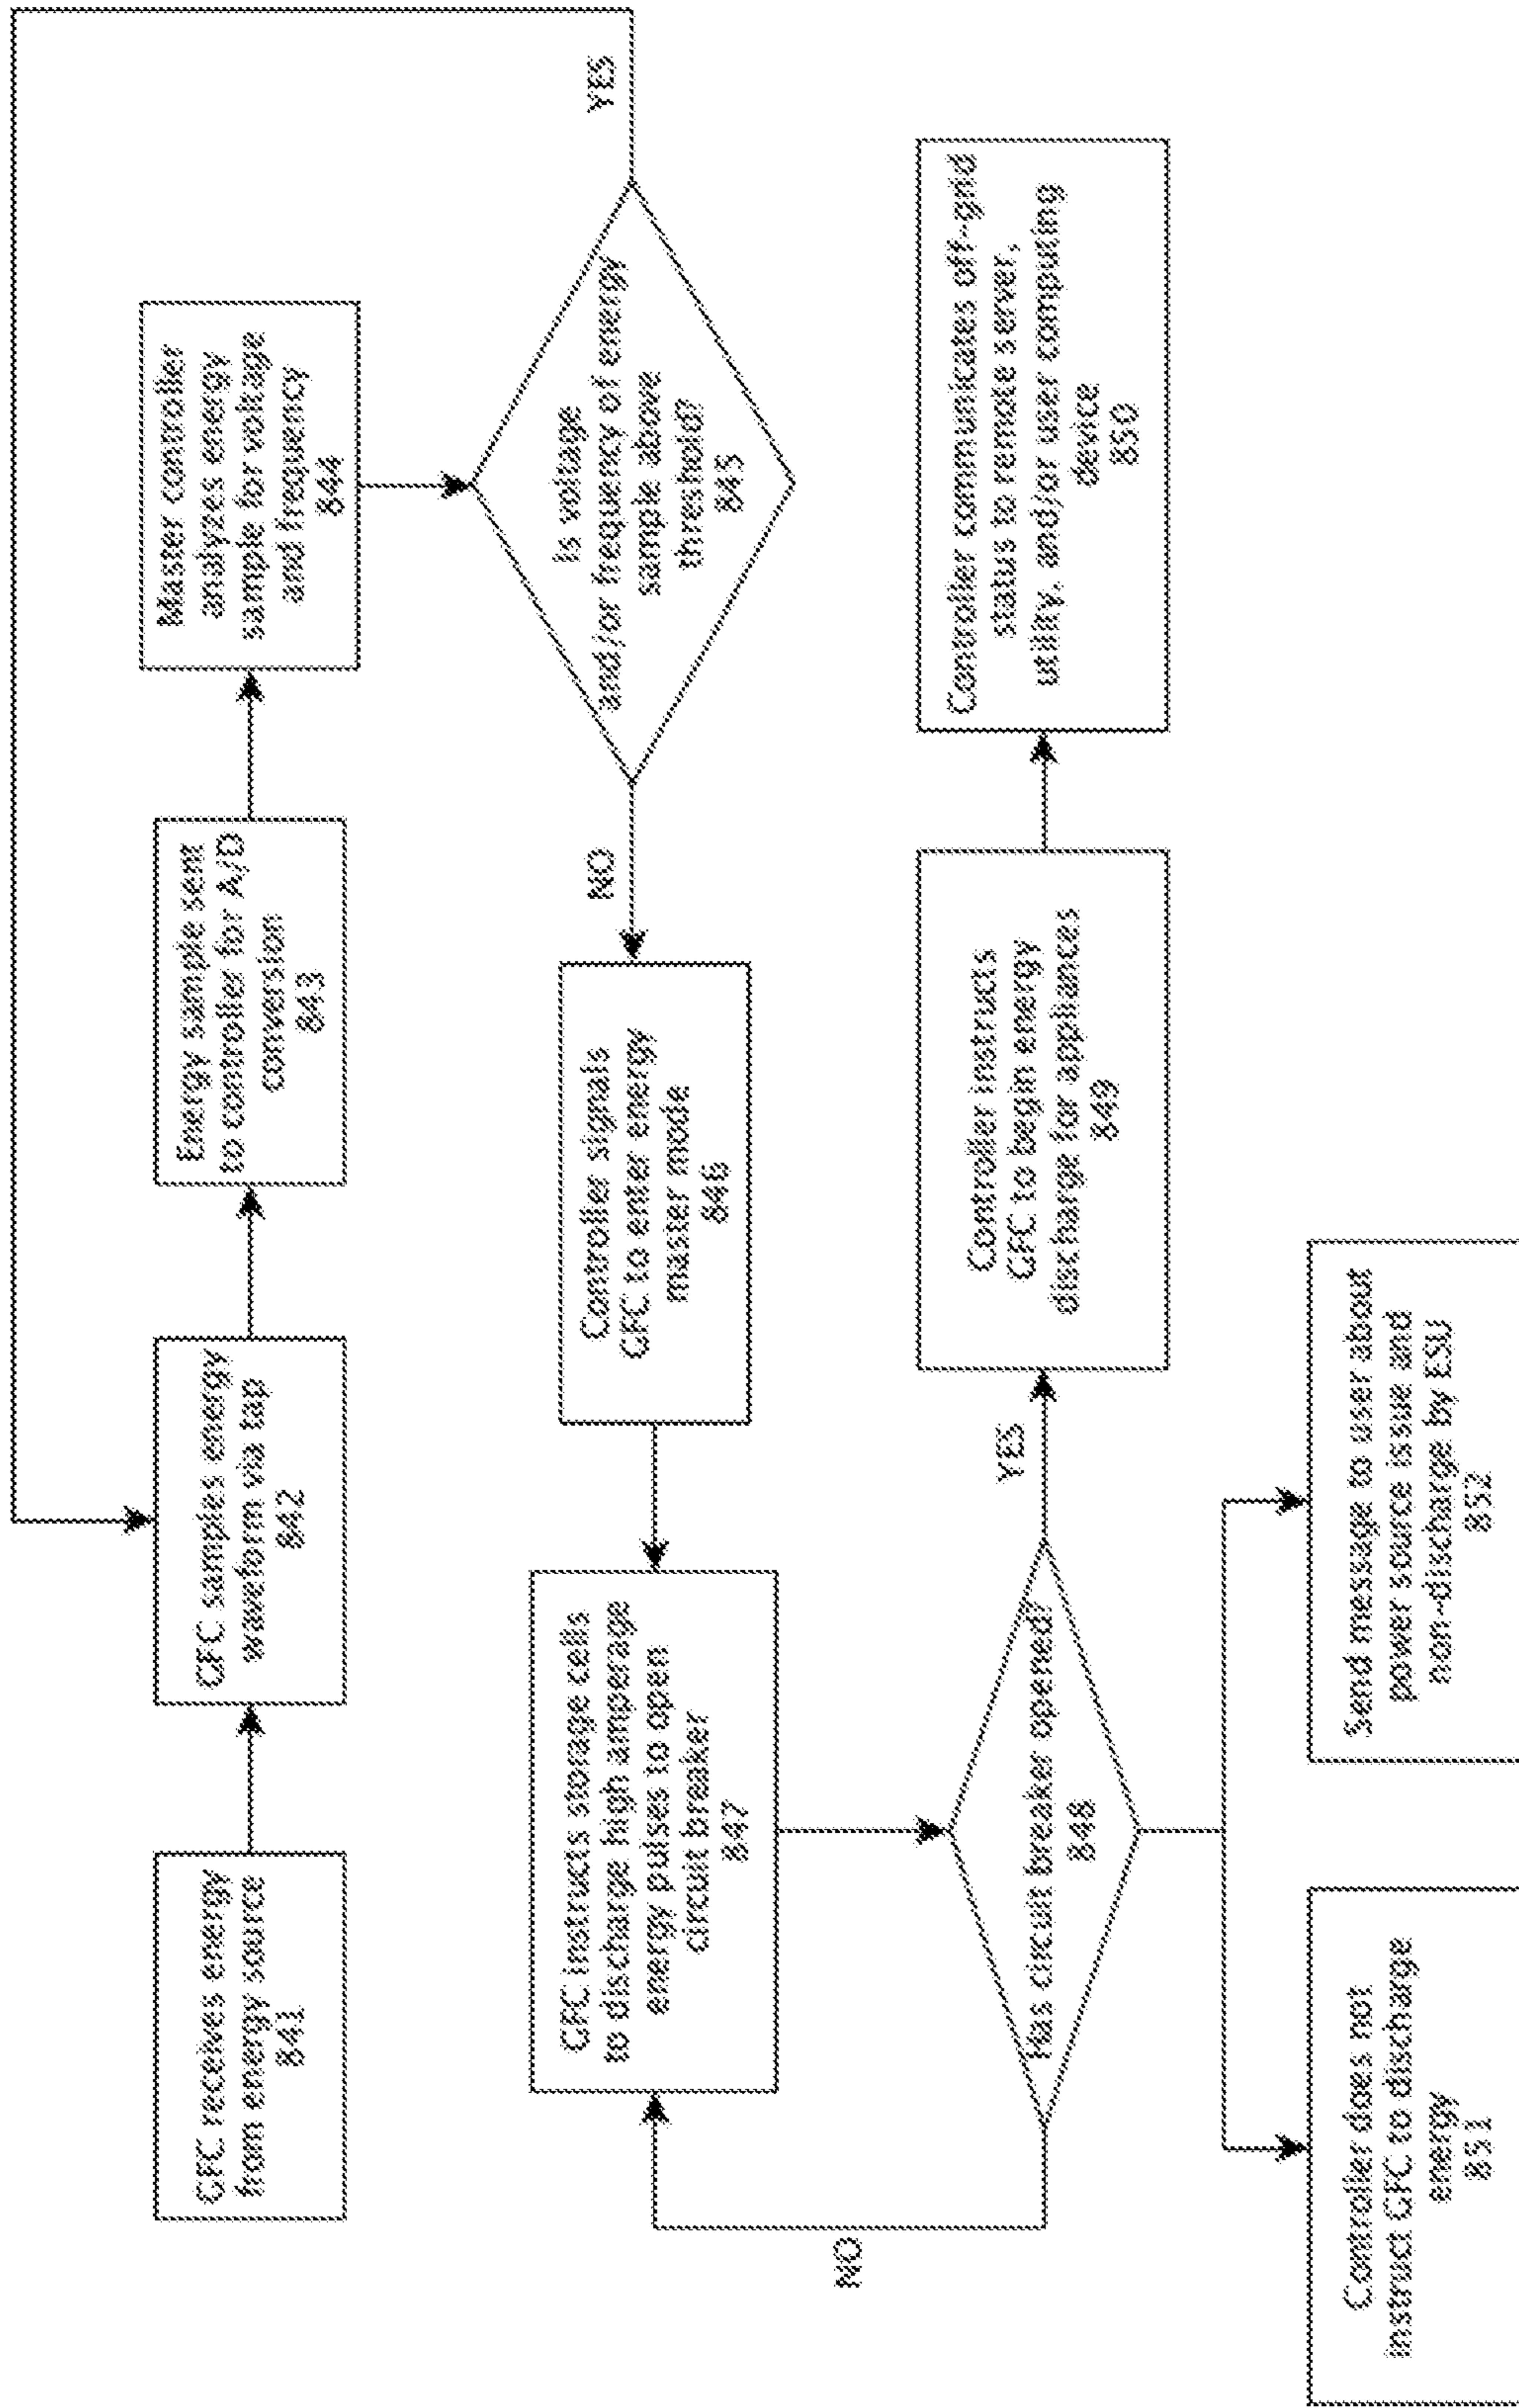 GFC receives energy
from energy source
841
GFC samples energy
waveform via tap
842
Energy sample sent
to controller for A/D
conversion
843
Master controller
analyzes energy
sample for voltage
and frequency
844
Is voltage
and/or frequency of energy
sample above
threshold?
845
YES
NO
Controller signals
GFC to enter energy
master mode
846
GFC instructs storage cells
to discharge high amperage
energy pulses to open
circuit breaker
847
NO
Has circuit breaker opened?
848
YES
Controller instructs
GFC to begin energy
discharge for appliances
849
Controller communicates off-grid
status to remote server,
utility, and/or user computing
device
850
Controller does not
instruct GFC to discharge
energy
851
Send message to user about
power source issue and
non-discharge by ESU
852